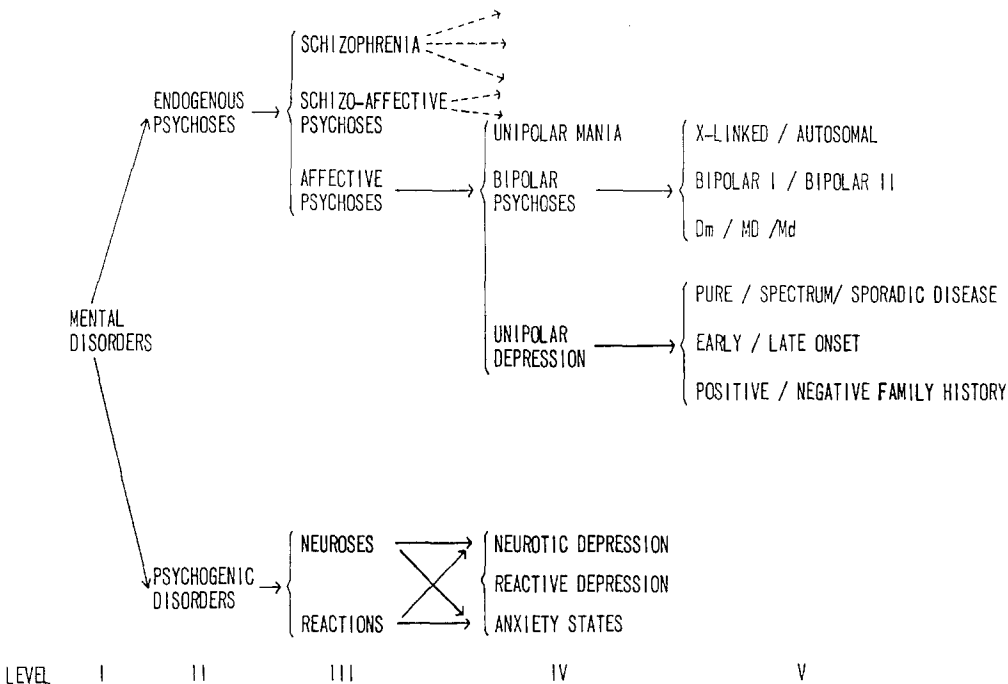 SCHIZOPHRENIA
ENDOGENOUS
PSYCHOSES
SCHIZO-AFFECTIVE
PSYCHOSES
AFFECTIVE
PSYCHOSES
UNIPOLAR MANIA
BIPOLAR
PSYCHOSES
X-LINKED / AUTOSOMAL
BIPOLAR I / BIPOLAR II
Dm / MD /Md
MENTAL
DISORDERS
UNIPOLAR
DEPRESSION
PURE / SPECTRUM/ SPORADIC DISEASE
EARLY / LATE ONSET
POSITIVE / NEGATIVE FAMILY HISTORY
PSYCHOGENIC
DISORDERS
NEUROSES
REACTIONS
NEUROTIC DEPRESSION
REACTIVE DEPRESSION
ANXIETY STATES
LEVEL I II III IV V